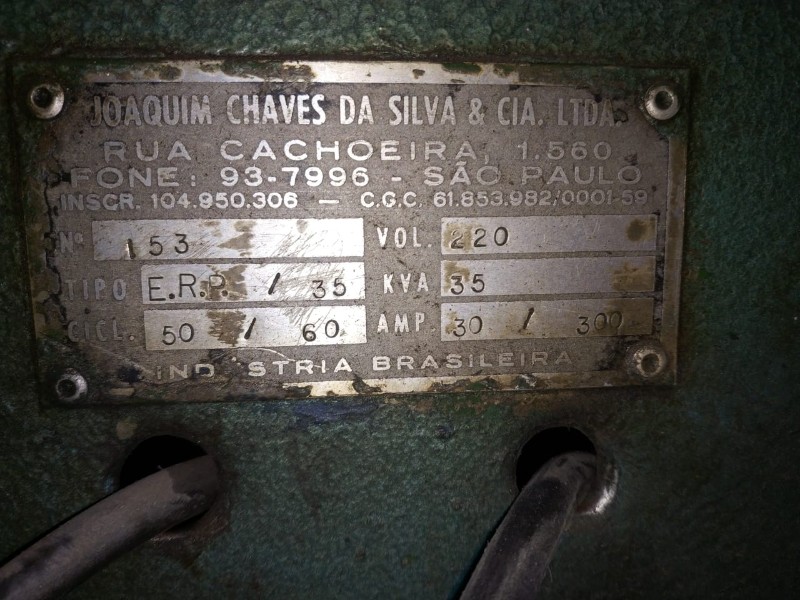 JOAQUIM CHAVES DA SILVA & CIA. LTDA.
RUA CACHOEIRA, 1.560
FONE: 93-7996 - SÃO PAULO
INSCR. 104.950.306 — C.G.C. 61.853.982/0001-59
Nº 153 VOL. 220
TIPO E.R.P. / 35 KVA 35
CICL. 50 / 60 AMP. 30 / 300
IND STRIA BRASILEIRA